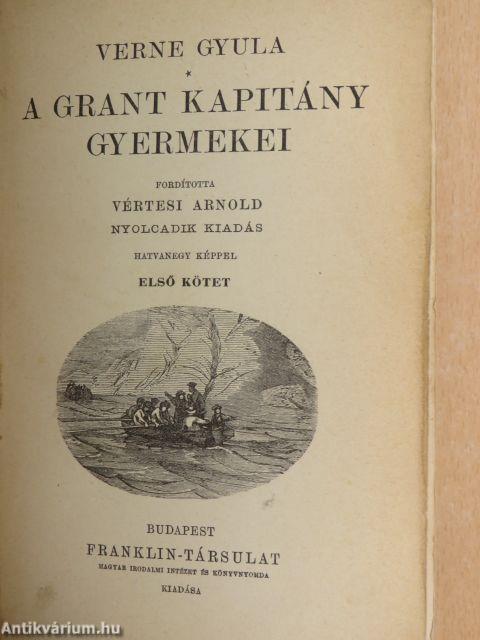 VERNE GYULA
*
A GRANT KAPITÁNY
GYERMEKEI
FORDÍTOTTA
VÉRTESI ARNOLD
NYOLCADIK KIADÁS
HATVANEGY KÉPPEL
ELSŐ KÖTET
BUDAPEST
FRANKLIN-TÁRSULAT
MAGYAR IRODALMI INTÉZET ÉS KÖNYVNYOMDA
KIADÁSA
Antikvárium.hu